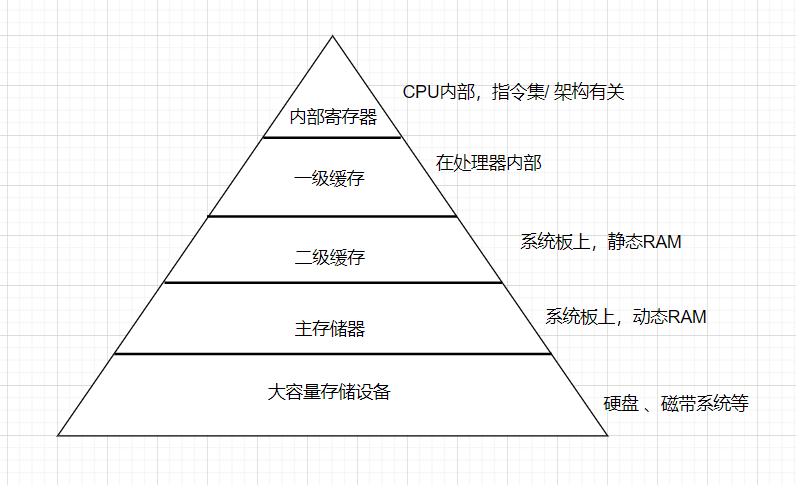 CPU内部，指令集/ 架构有关
内部寄存器
在处理器内部
一级缓存
系统板上，静态RAM
二级缓存
系统板上，动态RAM
主存储器
大容量存储设备
硬盘 、磁带系统等